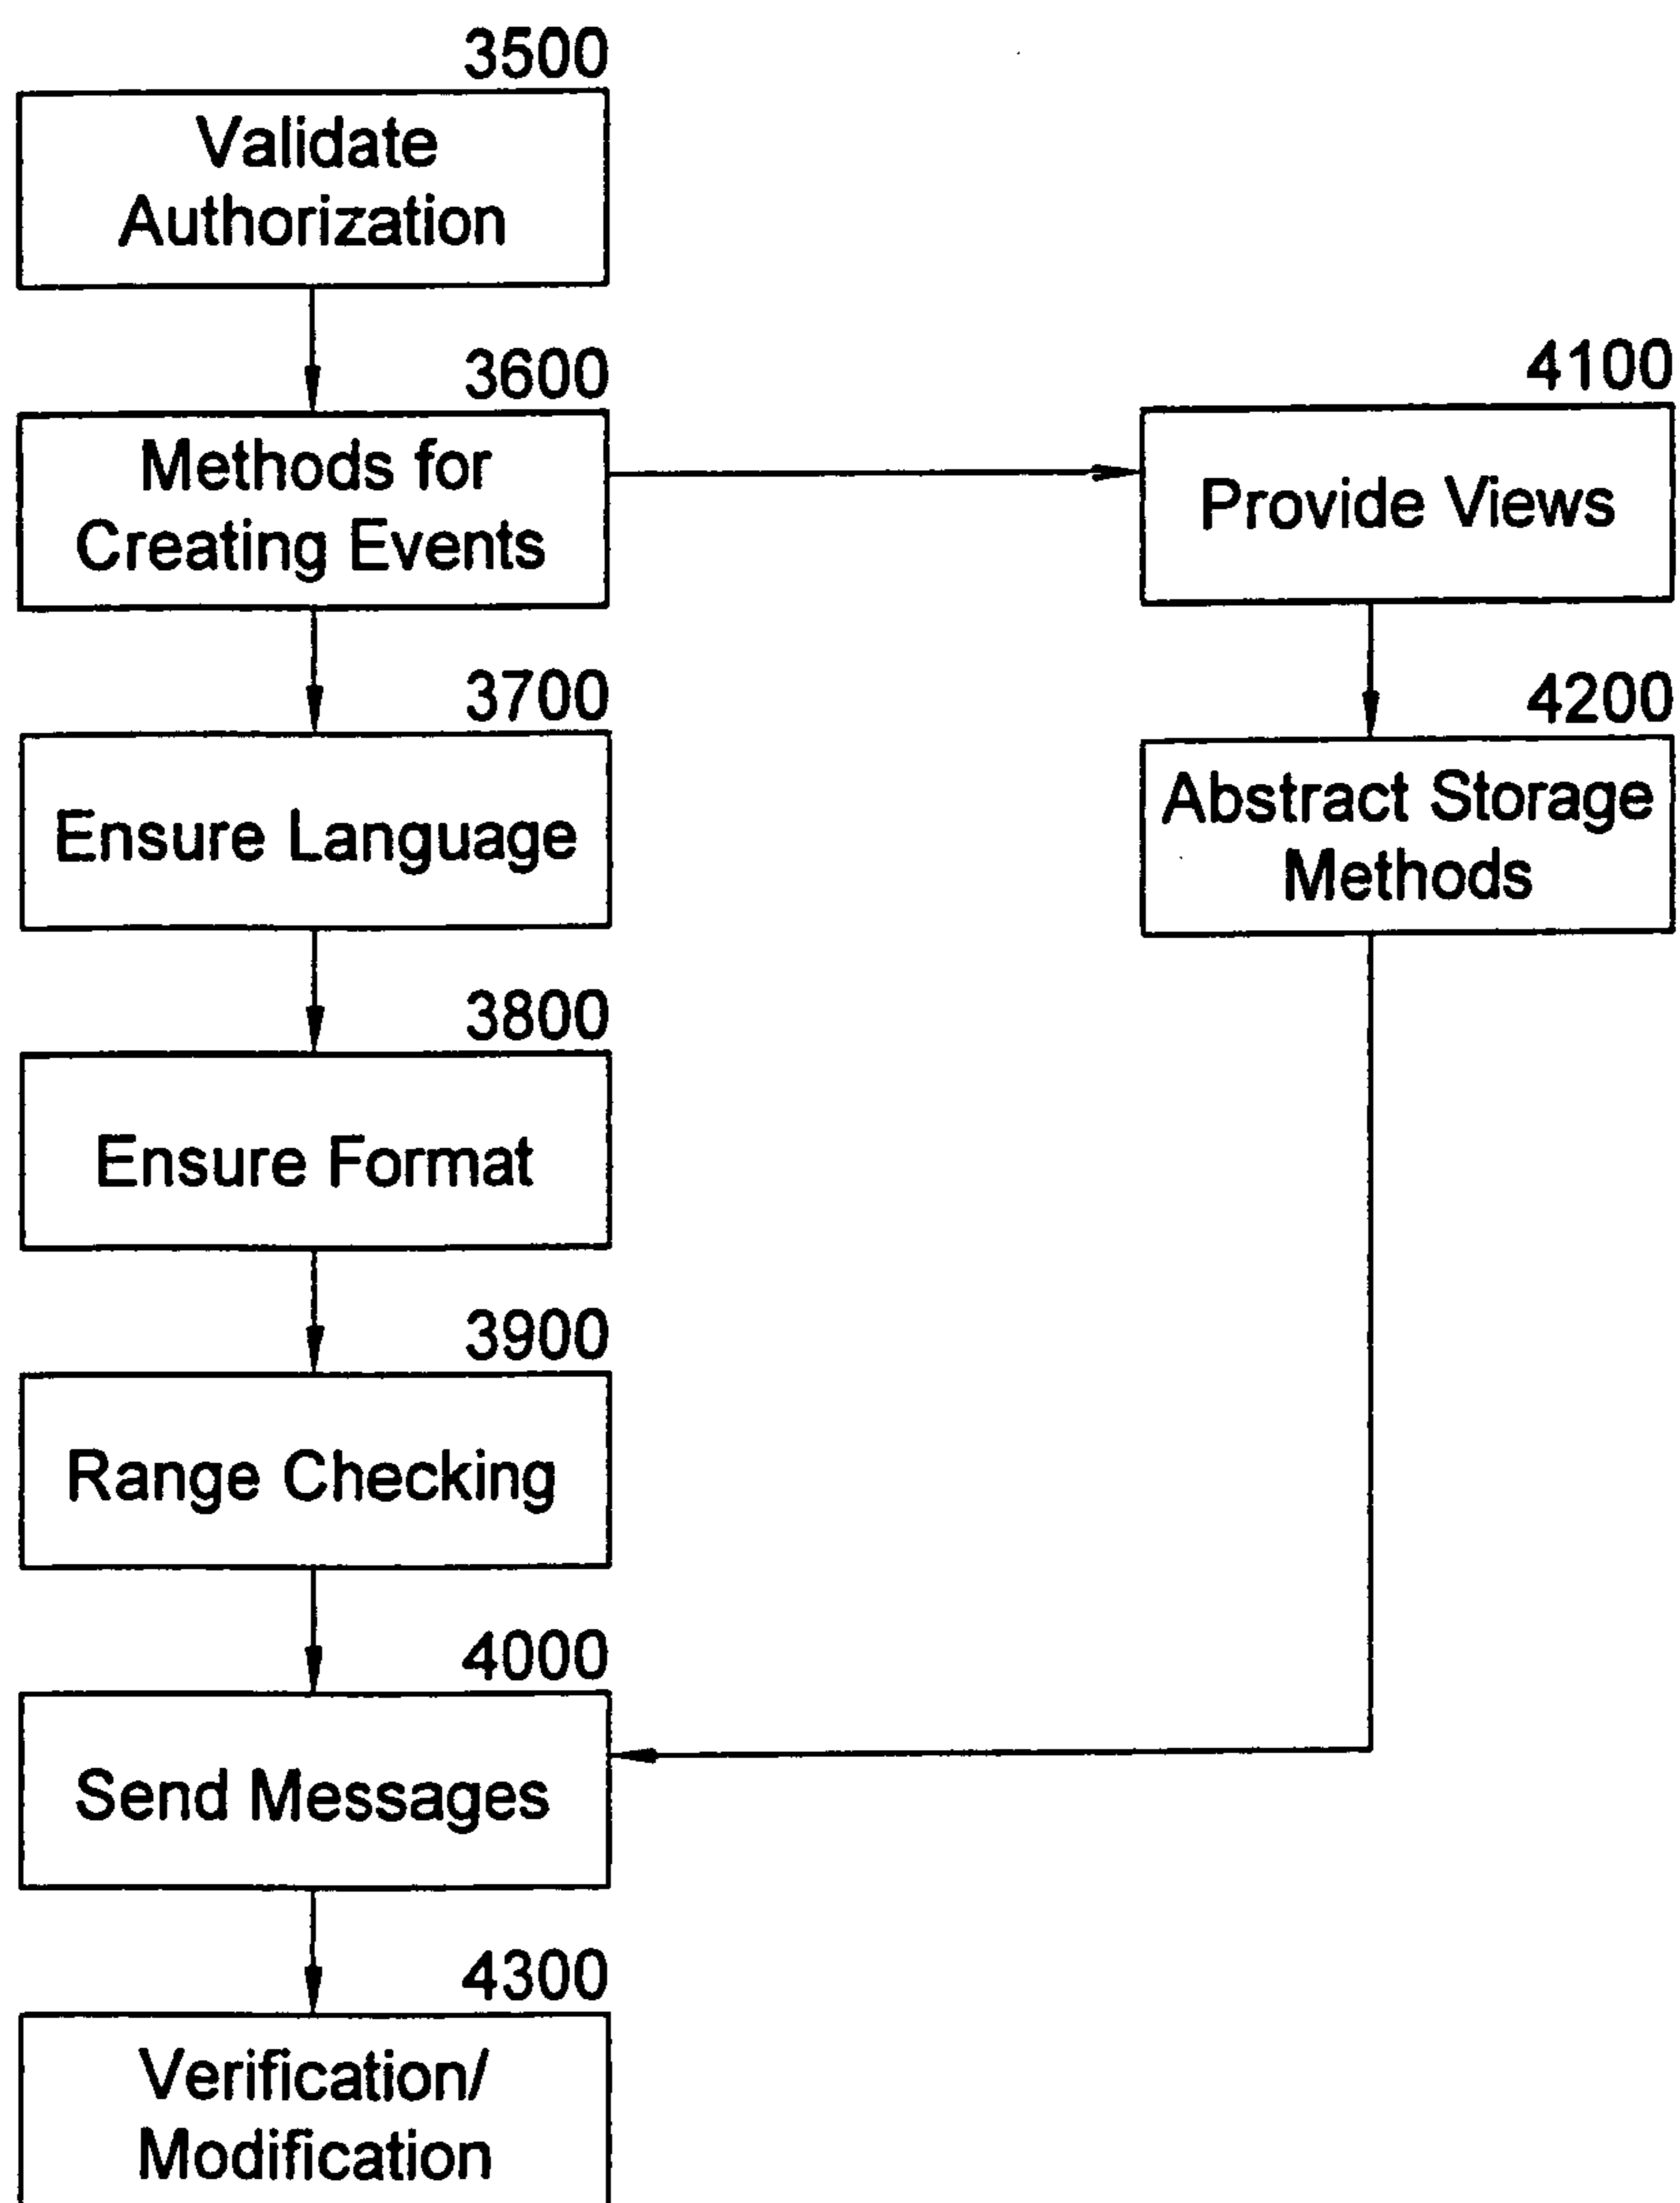 3500
Validate
Authorization
3600
Methods for
Creating Events
4100
Provide Views
3700
Ensure Language
4200
Abstract Storage
Methods
3800
Ensure Format
3900
Range Checking
4000
Send Messages
4300
Verification/
Modification